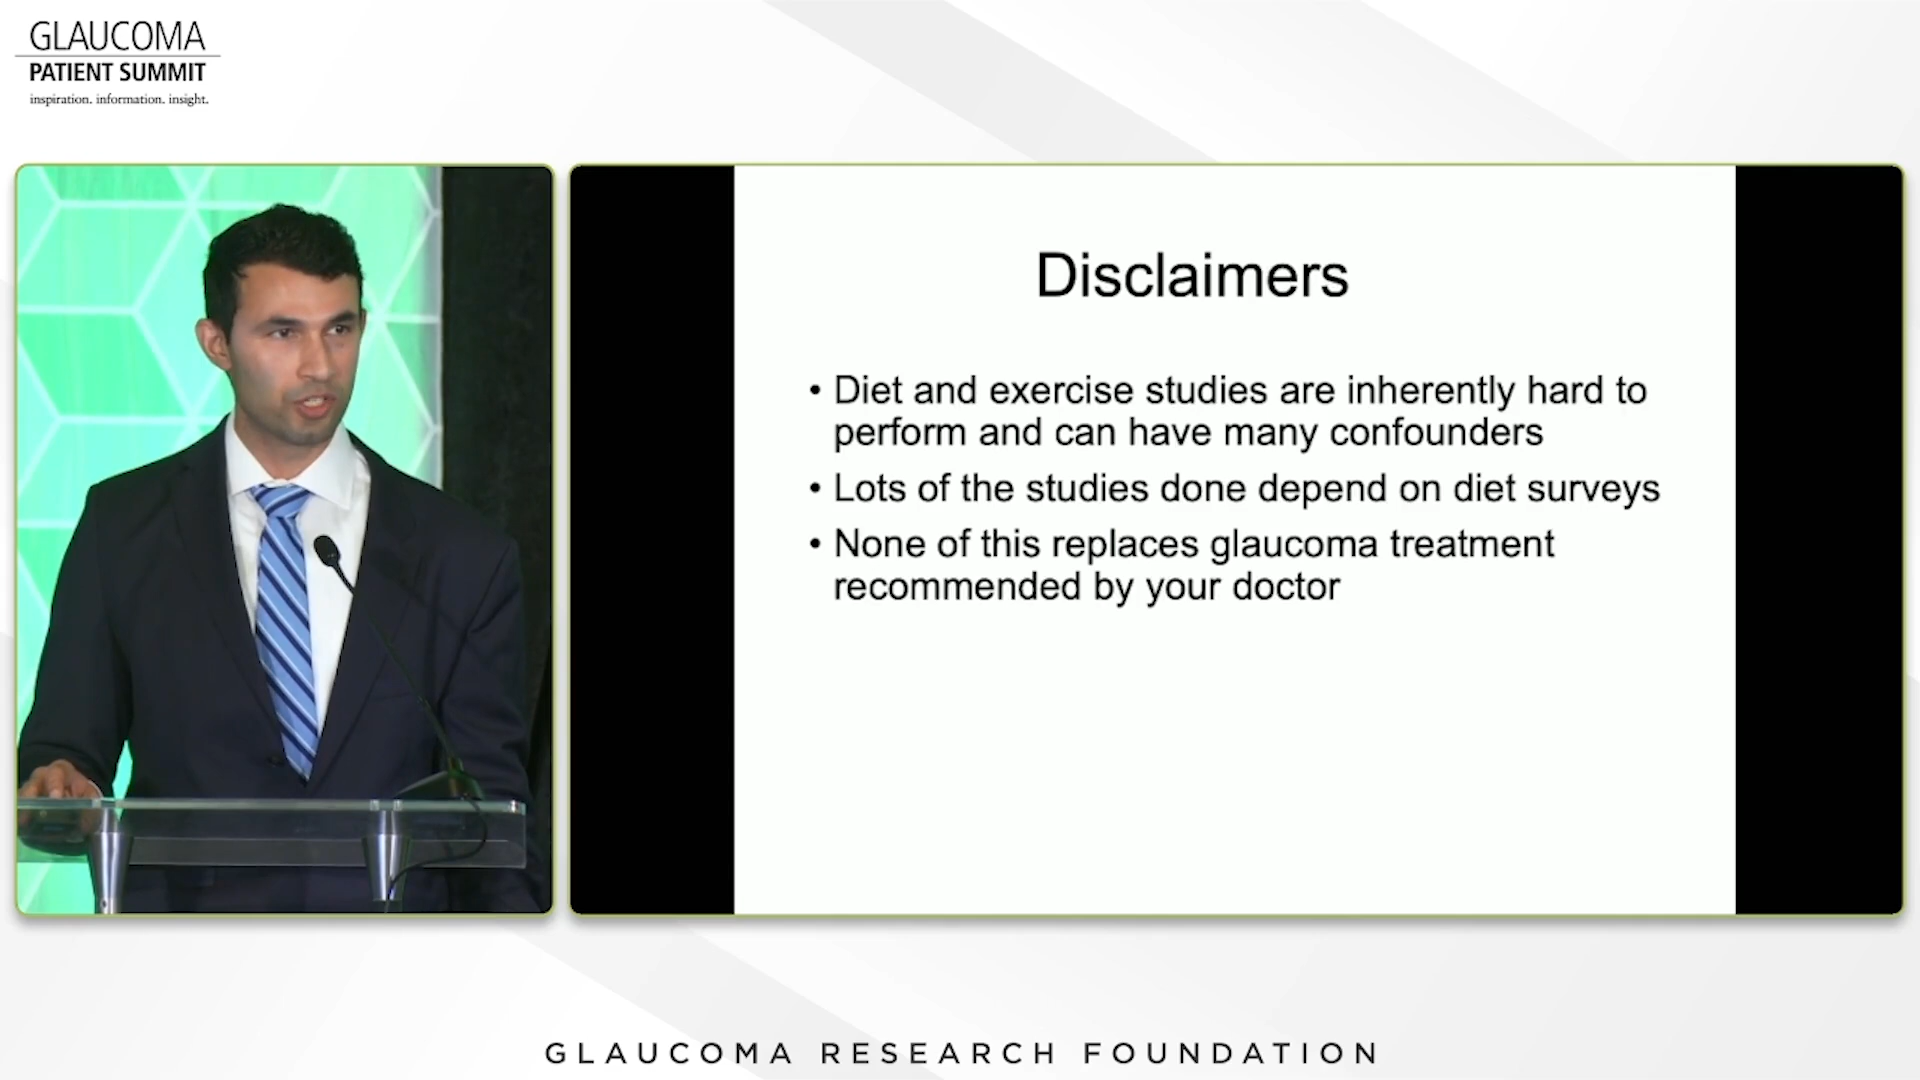 GLAUCOMA
PATIENT SUMMIT
inspiration. information. insight.
Disclaimers
• Diet and exercise studies are inherently hard to
perform and can have many confounders
• Lots of the studies done depend on diet surveys
• None of this replaces glaucoma treatment
recommended by your doctor
GLAUCOMA RESEARCH FOUNDATION